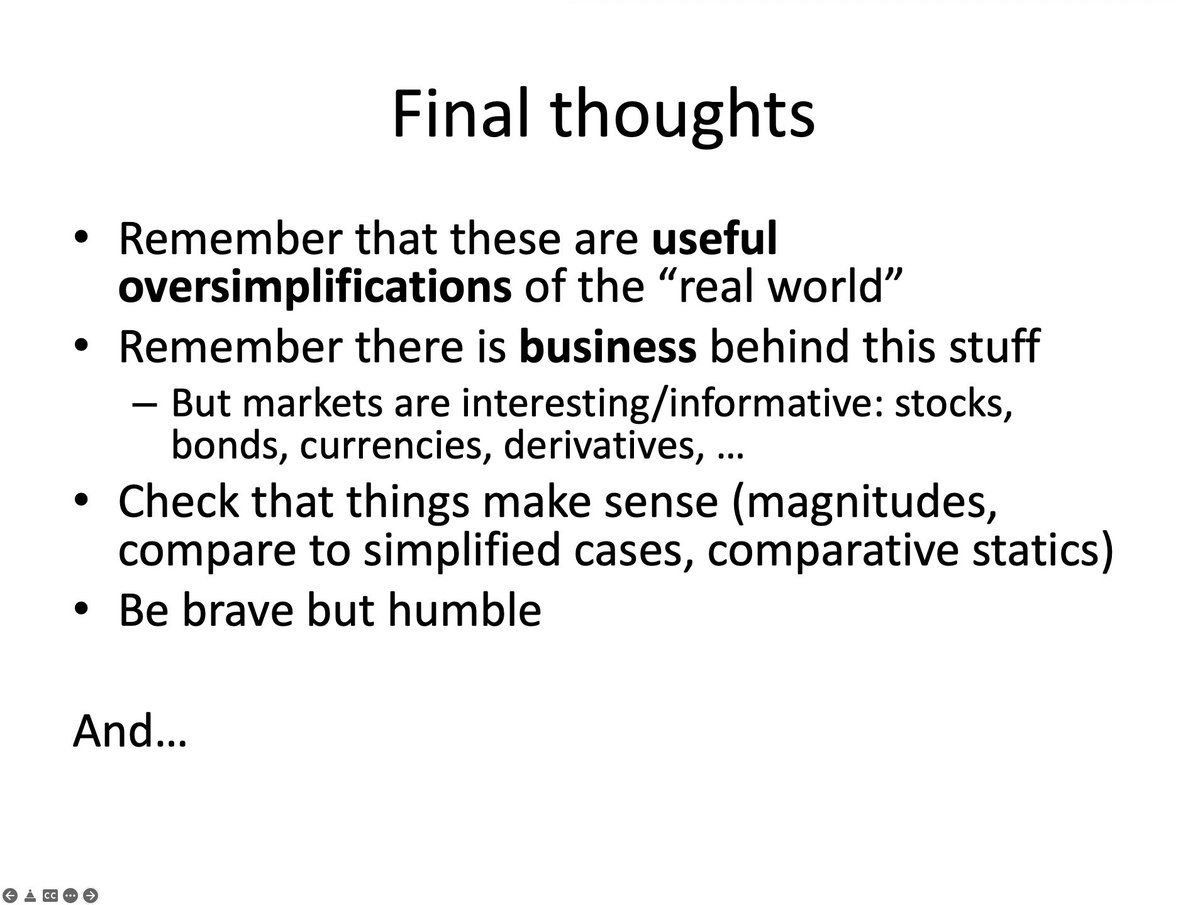 Final thoughts
• Remember that these are useful
oversimplifications of the “real world”
• Remember there is business behind this stuff
– But markets are interesting/informative: stocks,
bonds, currencies, derivatives, …
• Check that things make sense (magnitudes,
compare to simplified cases, comparative statics)
• Be brave but humble
And…
CC